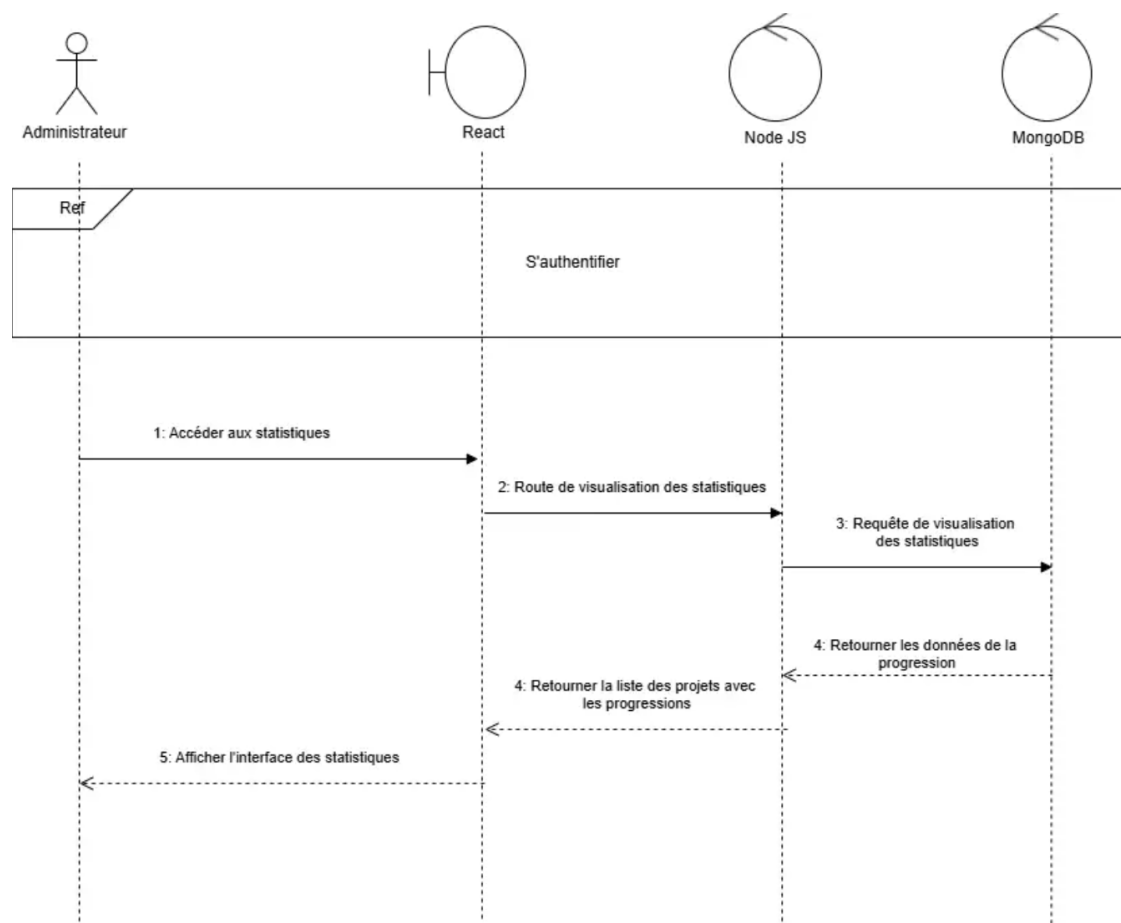 Administrateur
React
Node JS
MongoDB
Ref
S'authentifier
1: Accéder aux statistiques
2: Route de visualisation des statistiques
3: Requête de visualisation
des statistiques
4: Retourner les données de la
progression
4: Retourner la liste des projets avec
les progressions
5: Afficher l'interface des statistiques